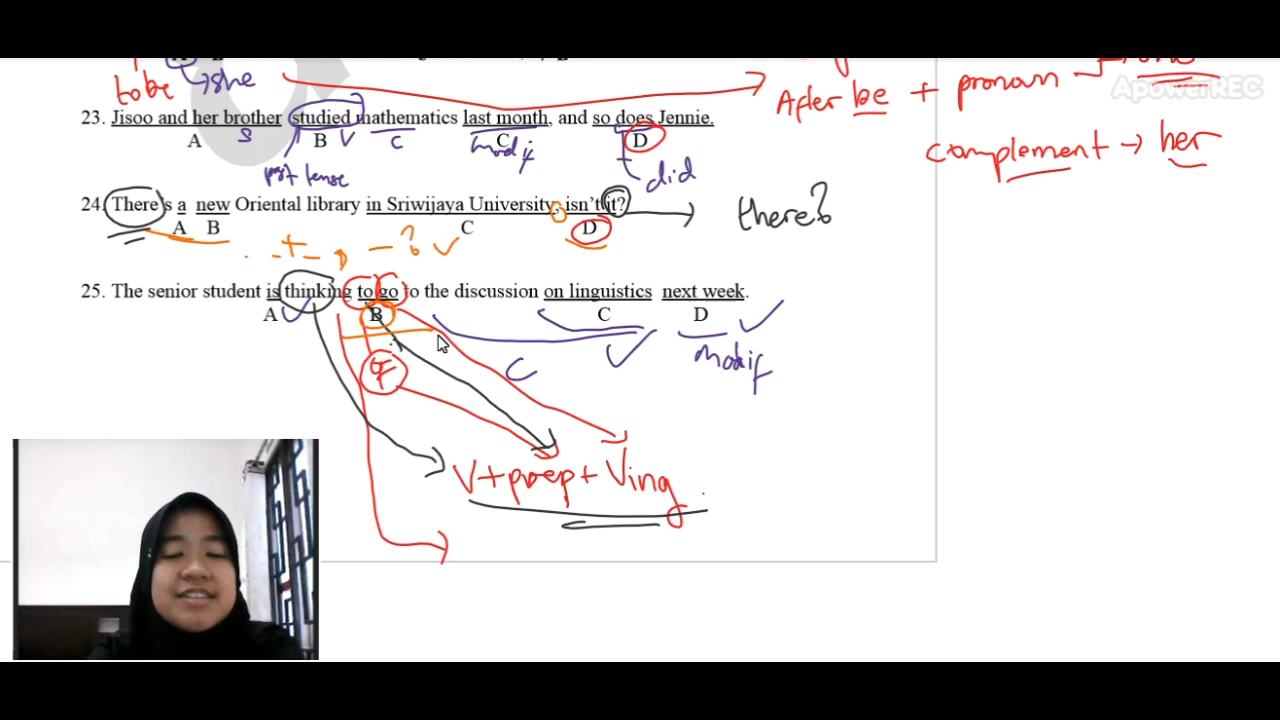 to be → she
After be + pronoun
ApowerREC
complement → her
23. Jisoo and her brother studied mathematics last month, and so does Jennie.
A S B V C C D
modif
past tense
did
24. There's a new Oriental library in Sriwijaya University, isn't it? → there?
A B C D
+ , - ?
25. The senior student is thinking to go to the discussion on linguistics next week.
A B C D
of C modif
V + prep + Ving